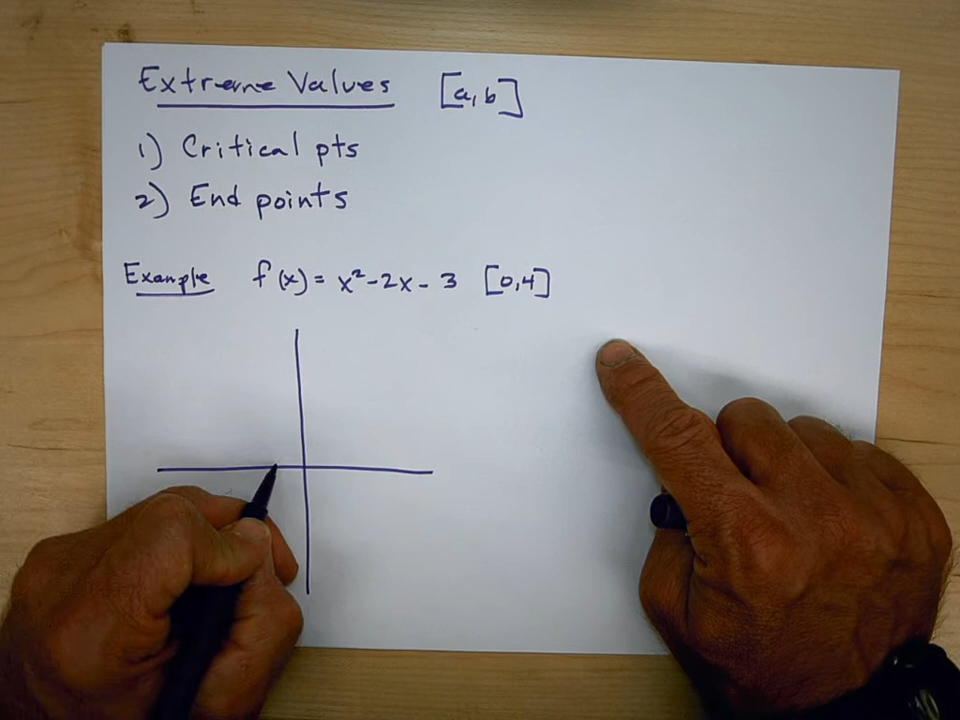 Extreme Values [a,b]
1) Critical pts
2) End points
Example f(x) = x²-2x-3 [0,4]